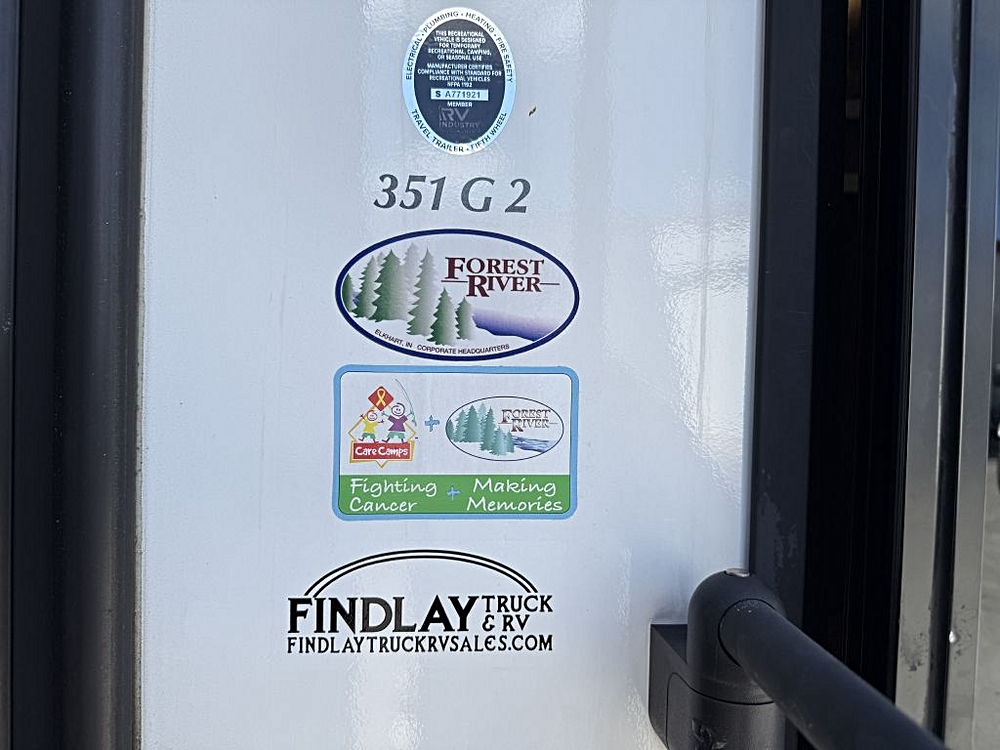 ELECTRICAL • PLUMBING • HEATING • FIRE SAFETY
THIS RECREATIONAL
VEHICLE IS DESIGNED
FOR TEMPORARY
RECREATIONAL, CAMPING,
OR SEASONAL USE
MANUFACTURER CERTIFIES
COMPLIANCE WITH STANDARD FOR
RECREATIONAL VEHICLES
NFPA 1192
S A771921
MEMBER
RV
INDUSTRY
TRAVEL TRAILER • FIFTH WHEEL
351 G 2
FOREST
RIVER
ELKHART, IN CORPORATE HEADQUARTERS
Care Camps
+
FOREST
RIVER
Fighting + Making
Cancer Memories
FINDLAY TRUCK
& RV
FINDLAYTRUCKRVSALES.COM